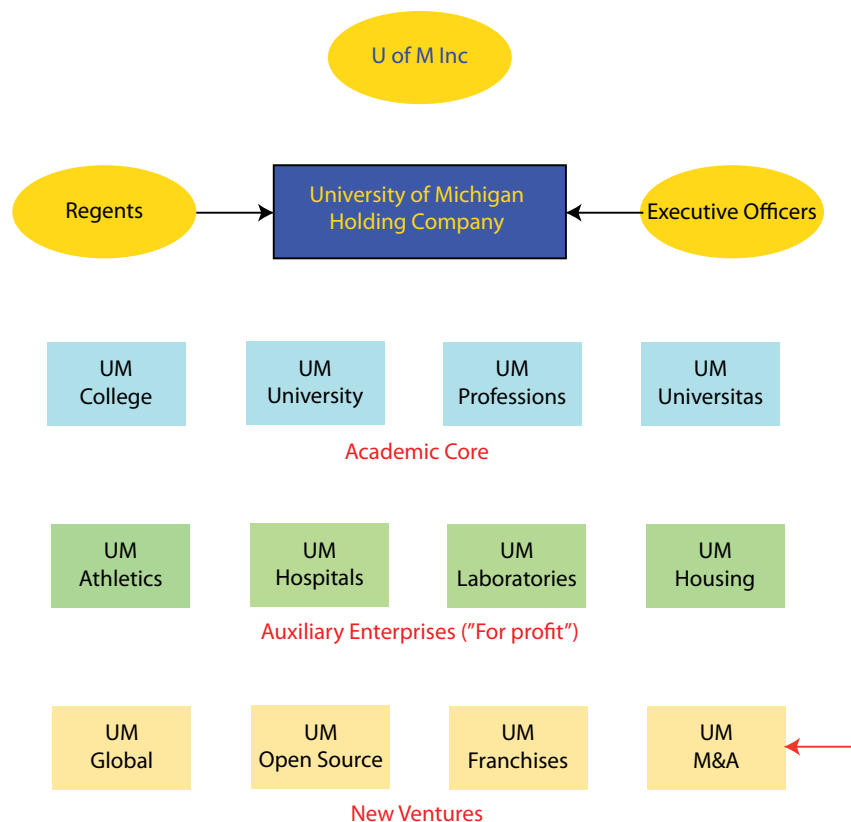 U of M Inc
Regents
University of Michigan
Holding Company
Executive Officers
UM
College
UM
University
UM
Professions
UM
Universitas
Academic Core
UM
Athletics
UM
Hospitals
UM
Laboratories
UM
Housing
Auxiliary Enterprises (”For profit”)
UM
Global
UM
Open Source
UM
Franchises
UM
M&A
New Ventures